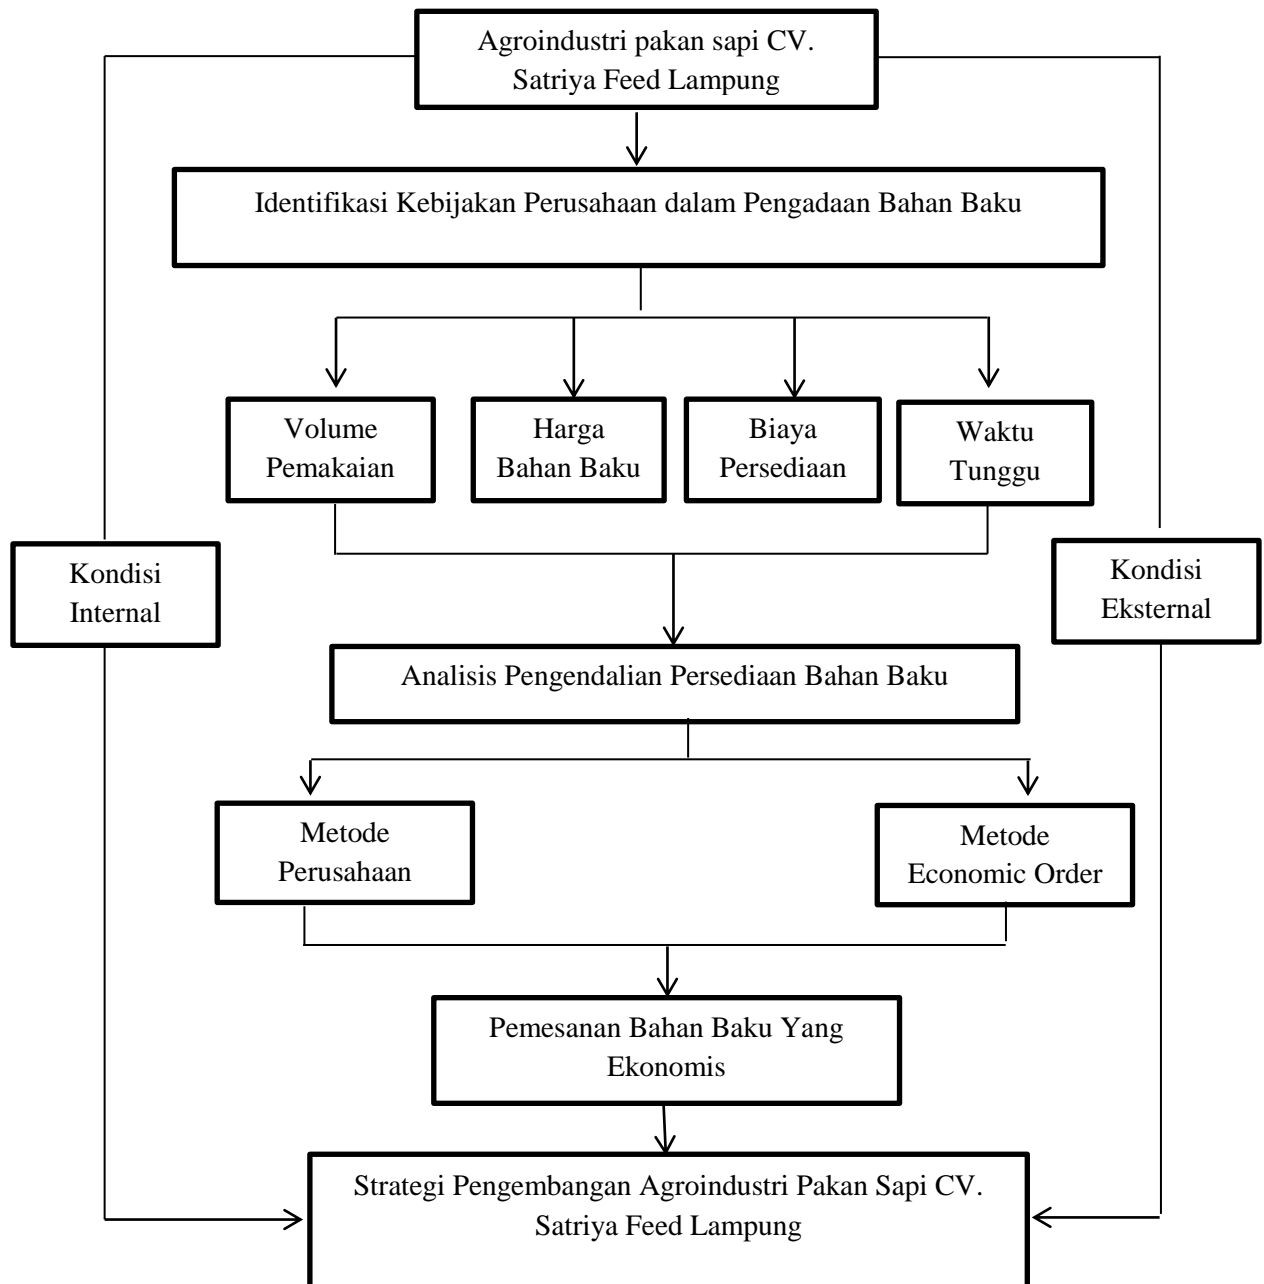 Agroindustri pakan sapi CV.
Satriya Feed Lampung
Identifikasi Kebijakan Perusahaan dalam Pengadaan Bahan Baku
Volume
Pemakaian
Harga
Bahan Baku
Biaya
Persediaan
Waktu
Tunggu
Kondisi
Internal
Kondisi
Eksternal
Analisis Pengendalian Persediaan Bahan Baku
Metode
Perusahaan
Metode
Economic Order
Pemesanan Bahan Baku Yang
Ekonomis
Strategi Pengembangan Agroindustri Pakan Sapi CV.
Satriya Feed Lampung